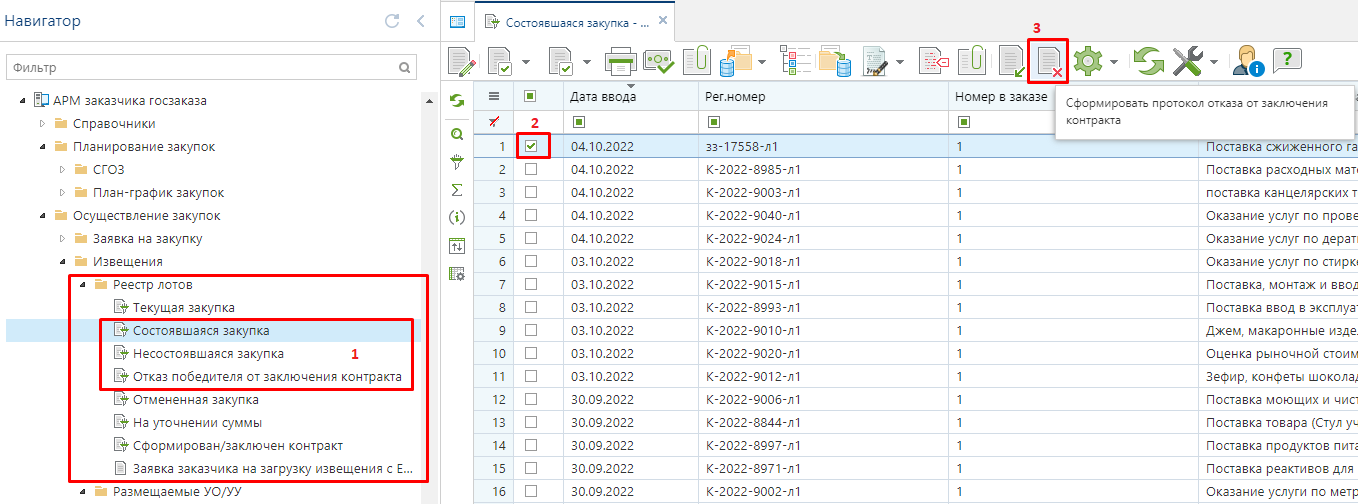 Навигатор
Фильтр
АРМ заказчика госзаказа
Справочники
Планирование закупок
СГОЗ
План-график закупок
Осуществление закупок
Заявка на закупку
Извещения
Реестр лотов
Текущая закупка
Состоявшаяся закупка
Несостоявшаяся закупка
1
Отказ победителя от заключения контракта
Отмененная закупка
На уточнении суммы
Сформирован/заключен контракт
Заявка заказчика на загрузку извещения с Е...
Размещаемые УО/УУ
Состоявшаяся закупка - ...
3
Сформировать протокол отказа от заключения
контракта
Дата ввода Рег.номер Номер в заказе
2
1 04.10.2022 зз-17558-л1 1 Поставка сжиженного га
2 04.10.2022 К-2022-8985-л1 1 Поставка расходных мате
3 04.10.2022 К-2022-9003-л1 1 поставка канцелярских т
4 04.10.2022 К-2022-9040-л1 1 Оказание услуг по прове
5 04.10.2022 К-2022-9024-л1 1 Оказание услуг по дерат
6 03.10.2022 К-2022-9018-л1 1 Оказание услуг по стирке
7 03.10.2022 К-2022-9015-л1 1 Поставка, монтаж и ввод
8 03.10.2022 К-2022-8993-л1 1 Поставка ввод в эксплуат
9 03.10.2022 К-2022-9010-л1 1 Джем, макаронные изде
10 03.10.2022 К-2022-9020-л1 1 Оценка рыночной стоим
11 03.10.2022 К-2022-9012-л1 1 Зефир, конфеты шоколад
12 30.09.2022 К-2022-9006-л1 1 Поставка моющих и чист
13 30.09.2022 К-2022-8844-л1 1 Поставка товара (Стул уч
14 30.09.2022 К-2022-8997-л1 1 Поставка продуктов пита
15 30.09.2022 К-2022-8971-л1 1 Поставка реактивов для
16 30.09.2022 К-2022-9002-л1 1 Оказание услуги по метр